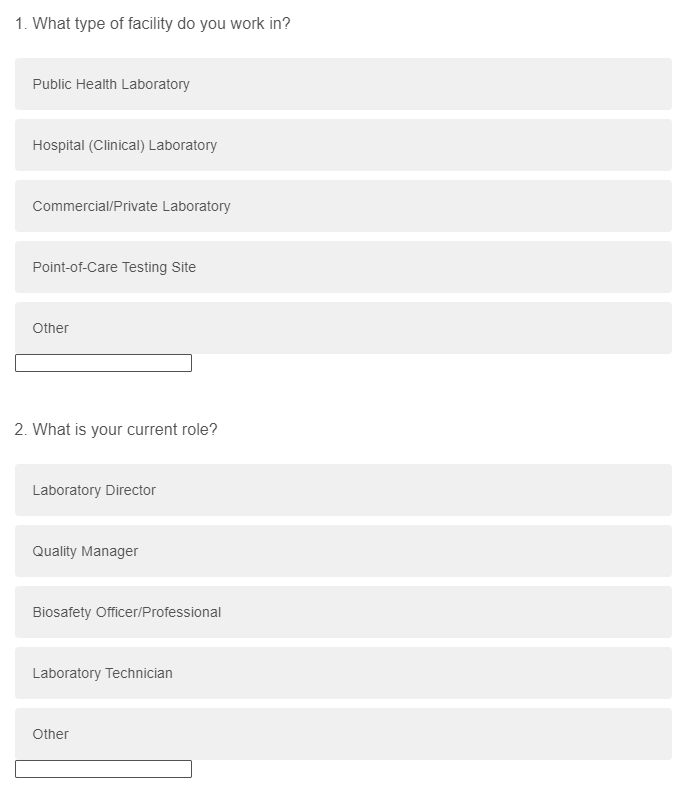 1. What type of facility do you work in?
Public Health Laboratory
Hospital (Clinical) Laboratory
Commercial/Private Laboratory
Point-of-Care Testing Site
Other
2. What is your current role?
Laboratory Director
Quality Manager
Biosafety Officer/Professional
Laboratory Technician
Other